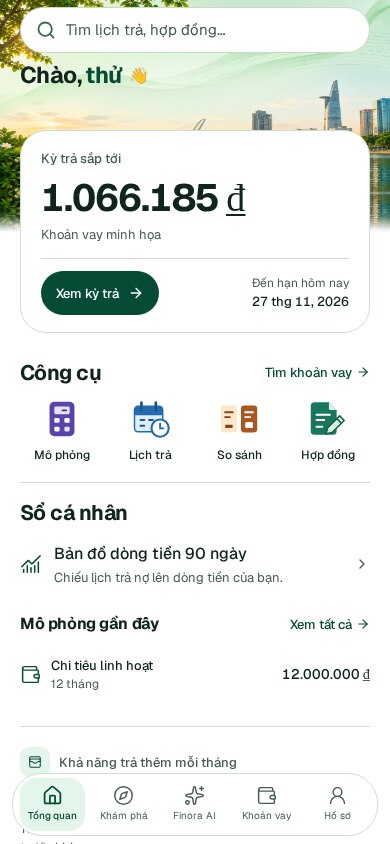 Tìm lịch trả, hợp đồng...
Chào, thử 👋
Kỳ trả sắp tới
1.066.185 ₫
Khoản vay minh họa
Xem kỳ trả →
Đến hạn hôm nay
27 thg 11, 2026
Công cụ
Tìm khoản vay →
Mô phỏng
Lịch trả
So sánh
Hợp đồng
Sổ cá nhân
Bản đồ dòng tiền 90 ngày
Chiếu lịch trả nợ lên dòng tiền của bạn.
Mô phỏng gần đây
Xem tất cả →
Chi tiêu linh hoạt
12 tháng
12.000.000 ₫
Khả năng trả thêm mỗi tháng
Tổng quan
Khám phá
Finora AI
Khoản vay
Hồ sơ